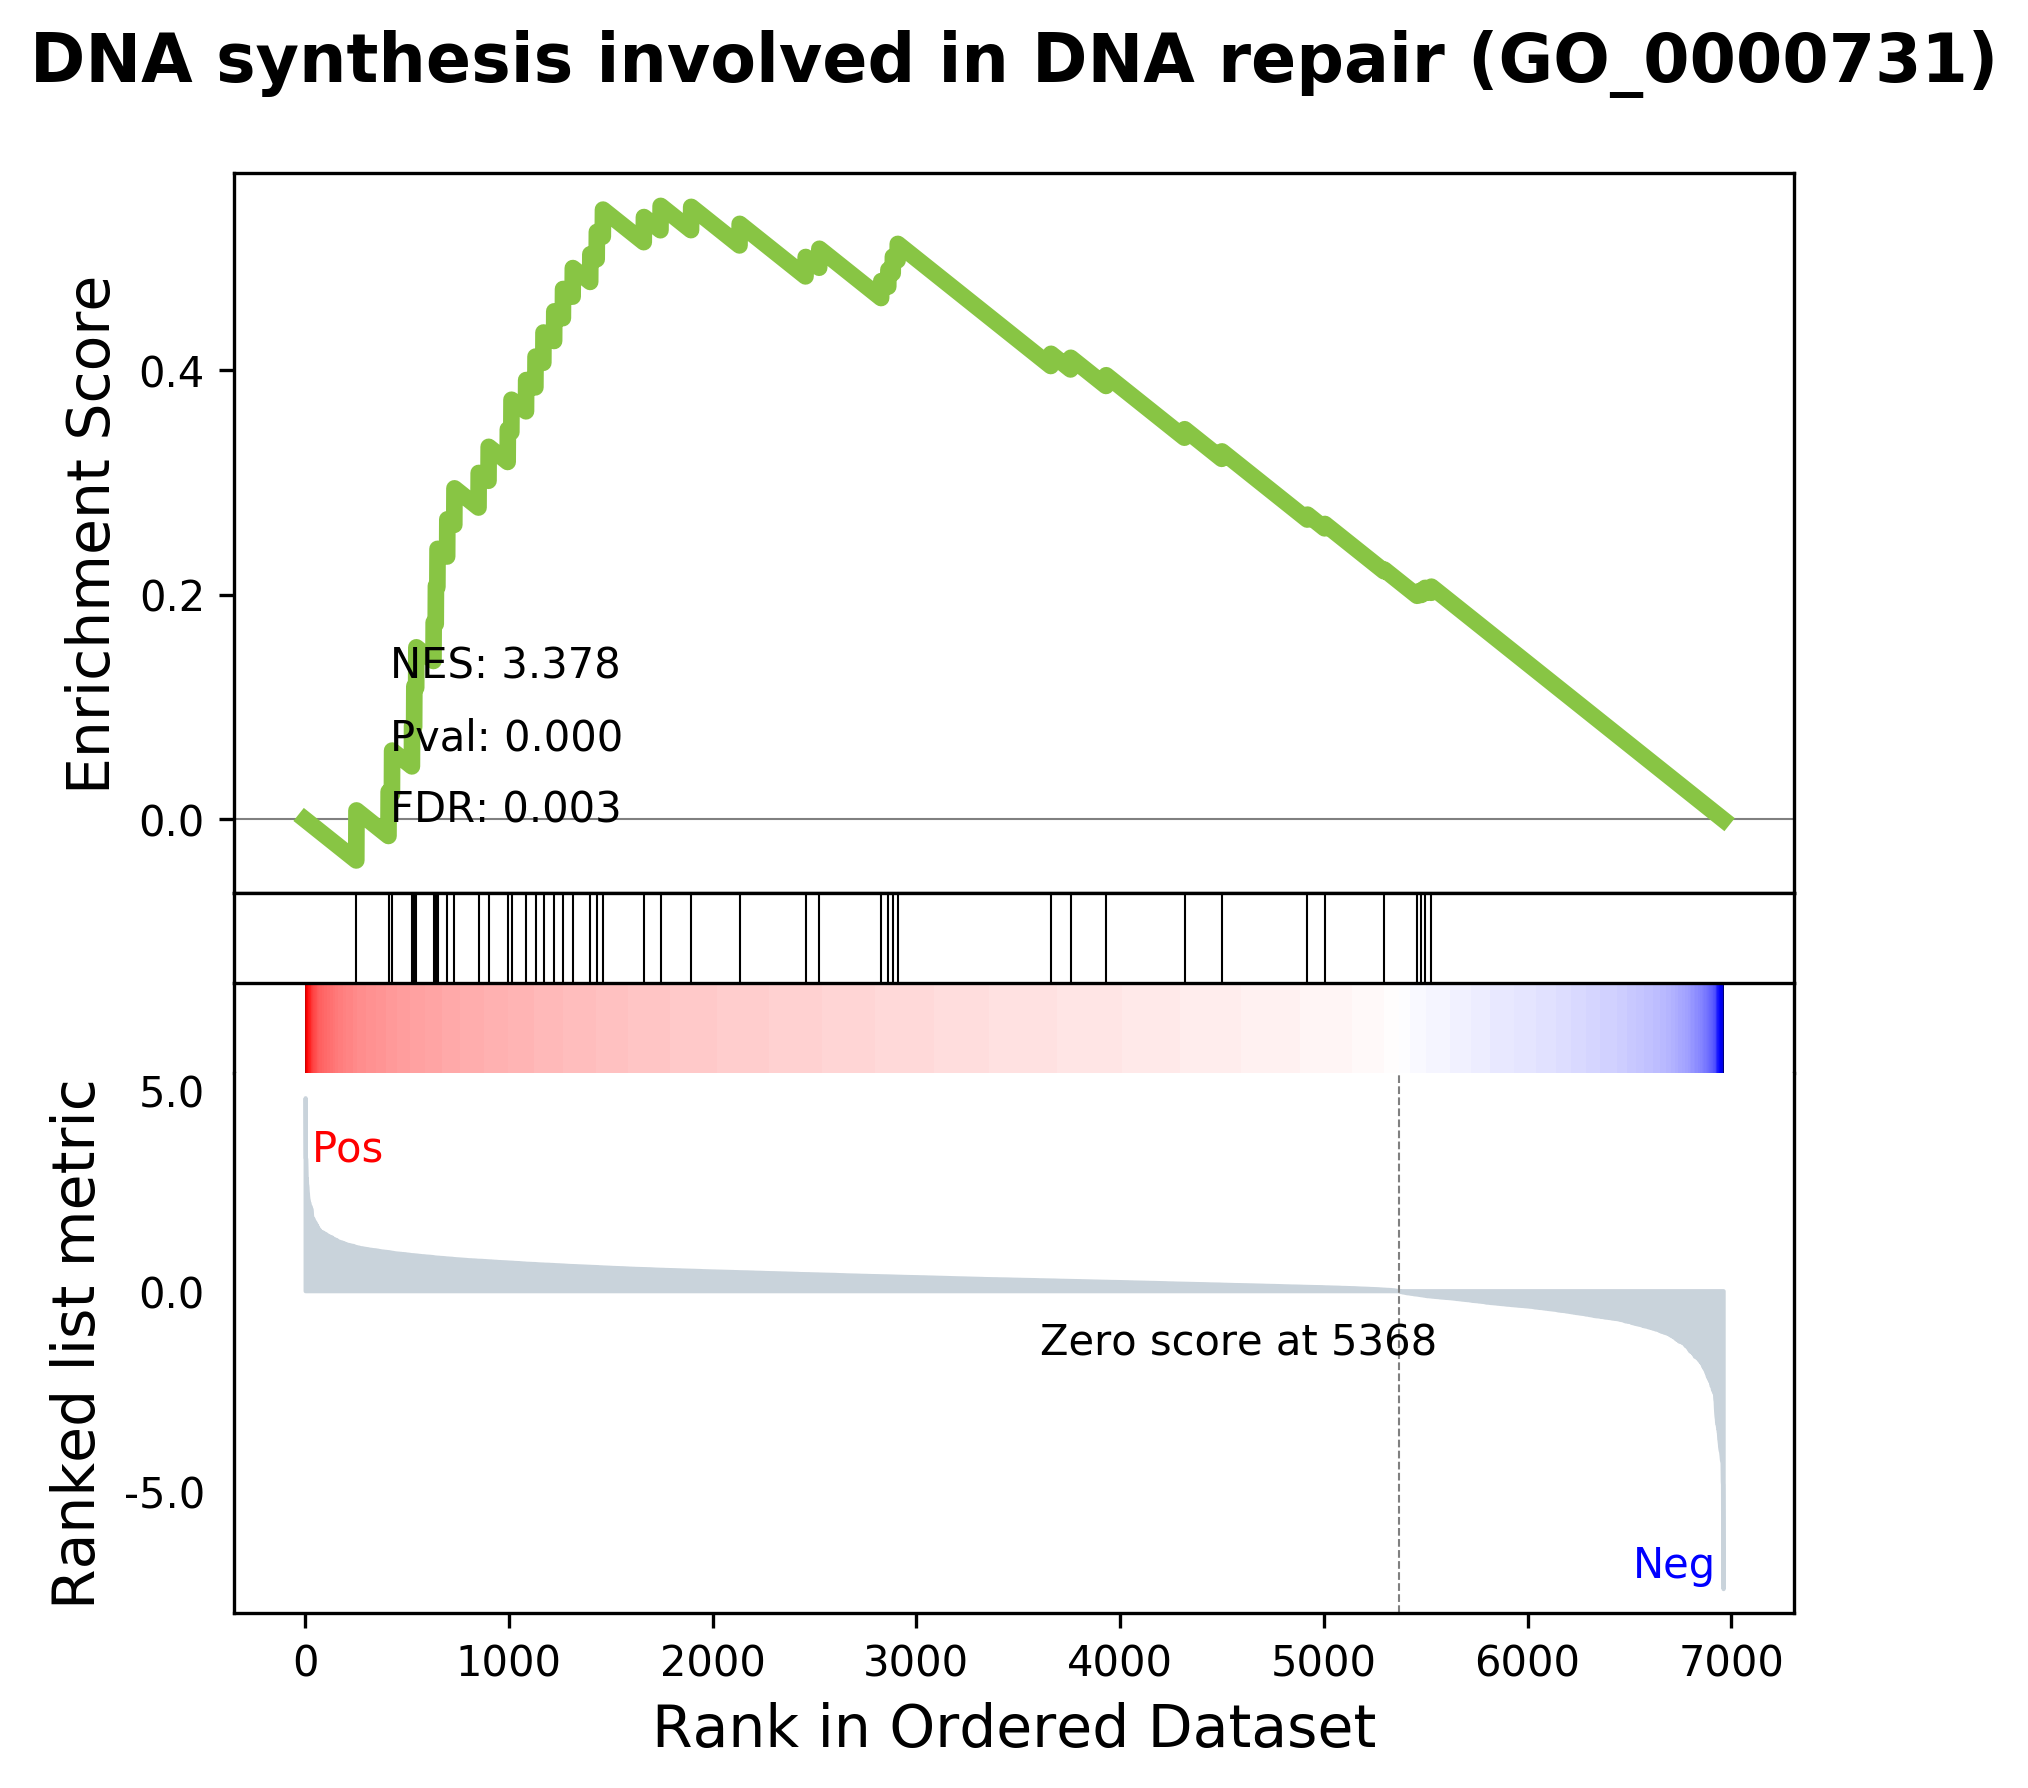 DNA synthesis involved in DNA repair (GO_0000731)
Enrichment Score
0.4
0.2
0.0
NES: 3.378
Pval: 0.000
FDR: 0.003
Ranked list metric
5.0
0.0
-5.0
Pos
Zero score at 5368
Neg
0 1000 2000 3000 4000 5000 6000 7000
Rank in Ordered Dataset